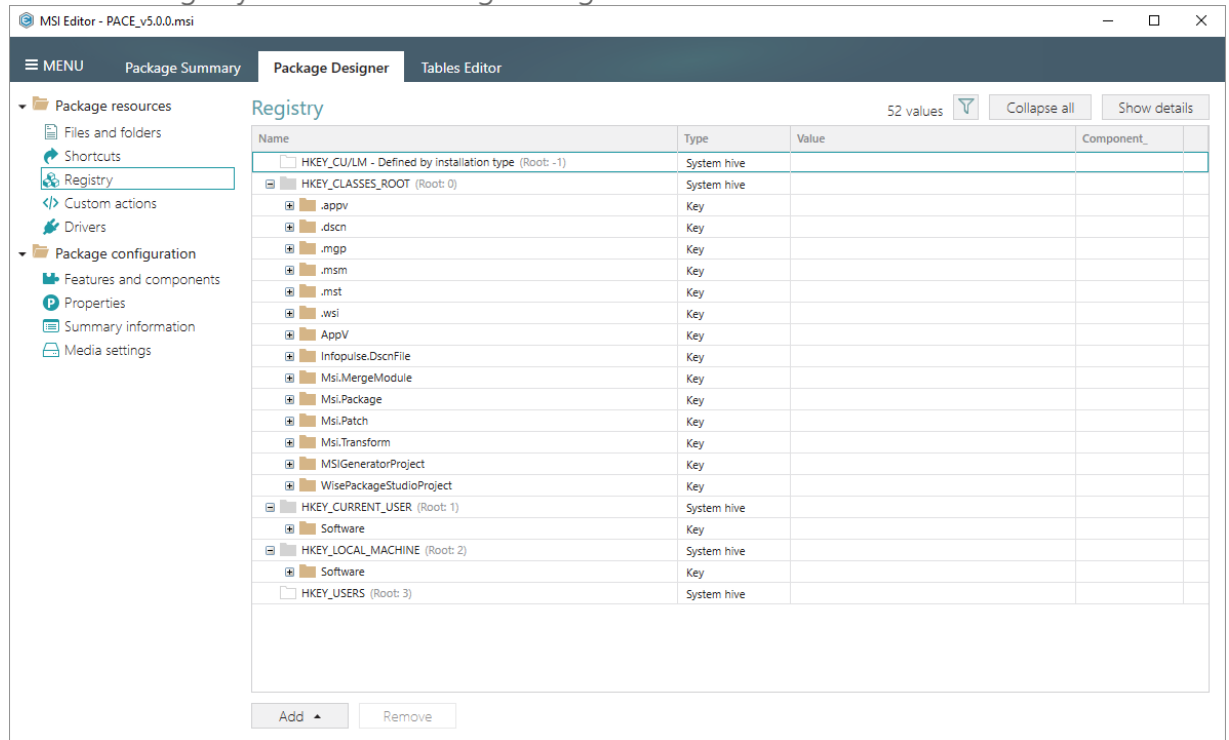 MSI Editor - PACE_v5.0.0.msi
MENU Package Summary Package Designer Tables Editor
Package resources
Files and folders
Shortcuts
Registry
Custom actions
Drivers
Package configuration
Features and components
Properties
Summary information
Media settings
Registry 52 values Collapse all Show details
Name Type Value Component_
HKEY_CU/LM - Defined by installation type (Root: -1) System hive
HKEY_CLASSES_ROOT (Root: 0) System hive
.appv Key
.dscn Key
.mgp Key
.msm Key
.mst Key
.wsi Key
AppV Key
Infopulse.DscnFile Key
Msi.MergeModule Key
Msi.Package Key
Msi.Patch Key
Msi.Transform Key
MSIGeneratorProject Key
WisePackageStudioProject Key
HKEY_CURRENT_USER (Root: 1) System hive
Software Key
HKEY_LOCAL_MACHINE (Root: 2) System hive
Software Key
HKEY_USERS (Root: 3) System hive
Add Remove